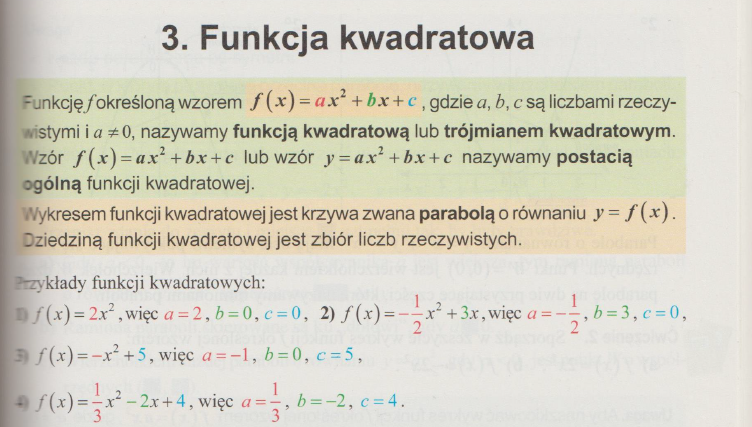 3. Funkcja kwadratowa
Funkcję f określoną wzorem f(x) = ax² + bx + c, gdzie a, b, c są liczbami rzeczy-
wistymi i a ≠ 0, nazywamy funkcją kwadratową lub trójmianem kwadratowym.
Wzór f(x) = ax² + bx + c lub wzór y = ax² + bx + c nazywamy postacią
ogólną funkcji kwadratowej.
Wykresem funkcji kwadratowej jest krzywa zwana parabolą o równaniu y = f(x).
Dziedziną funkcji kwadratowej jest zbiór liczb rzeczywistych.
Przykłady funkcji kwadratowych:
1) f(x) = 2x², więc a = 2, b = 0, c = 0, 2) f(x) = -1/2 x² + 3x, więc a = -1/2, b = 3, c = 0,
3) f(x) = -x² + 5, więc a = -1, b = 0, c = 5,
4) f(x) = 1/3 x² - 2x + 4, więc a = 1/3, b = -2, c = 4.